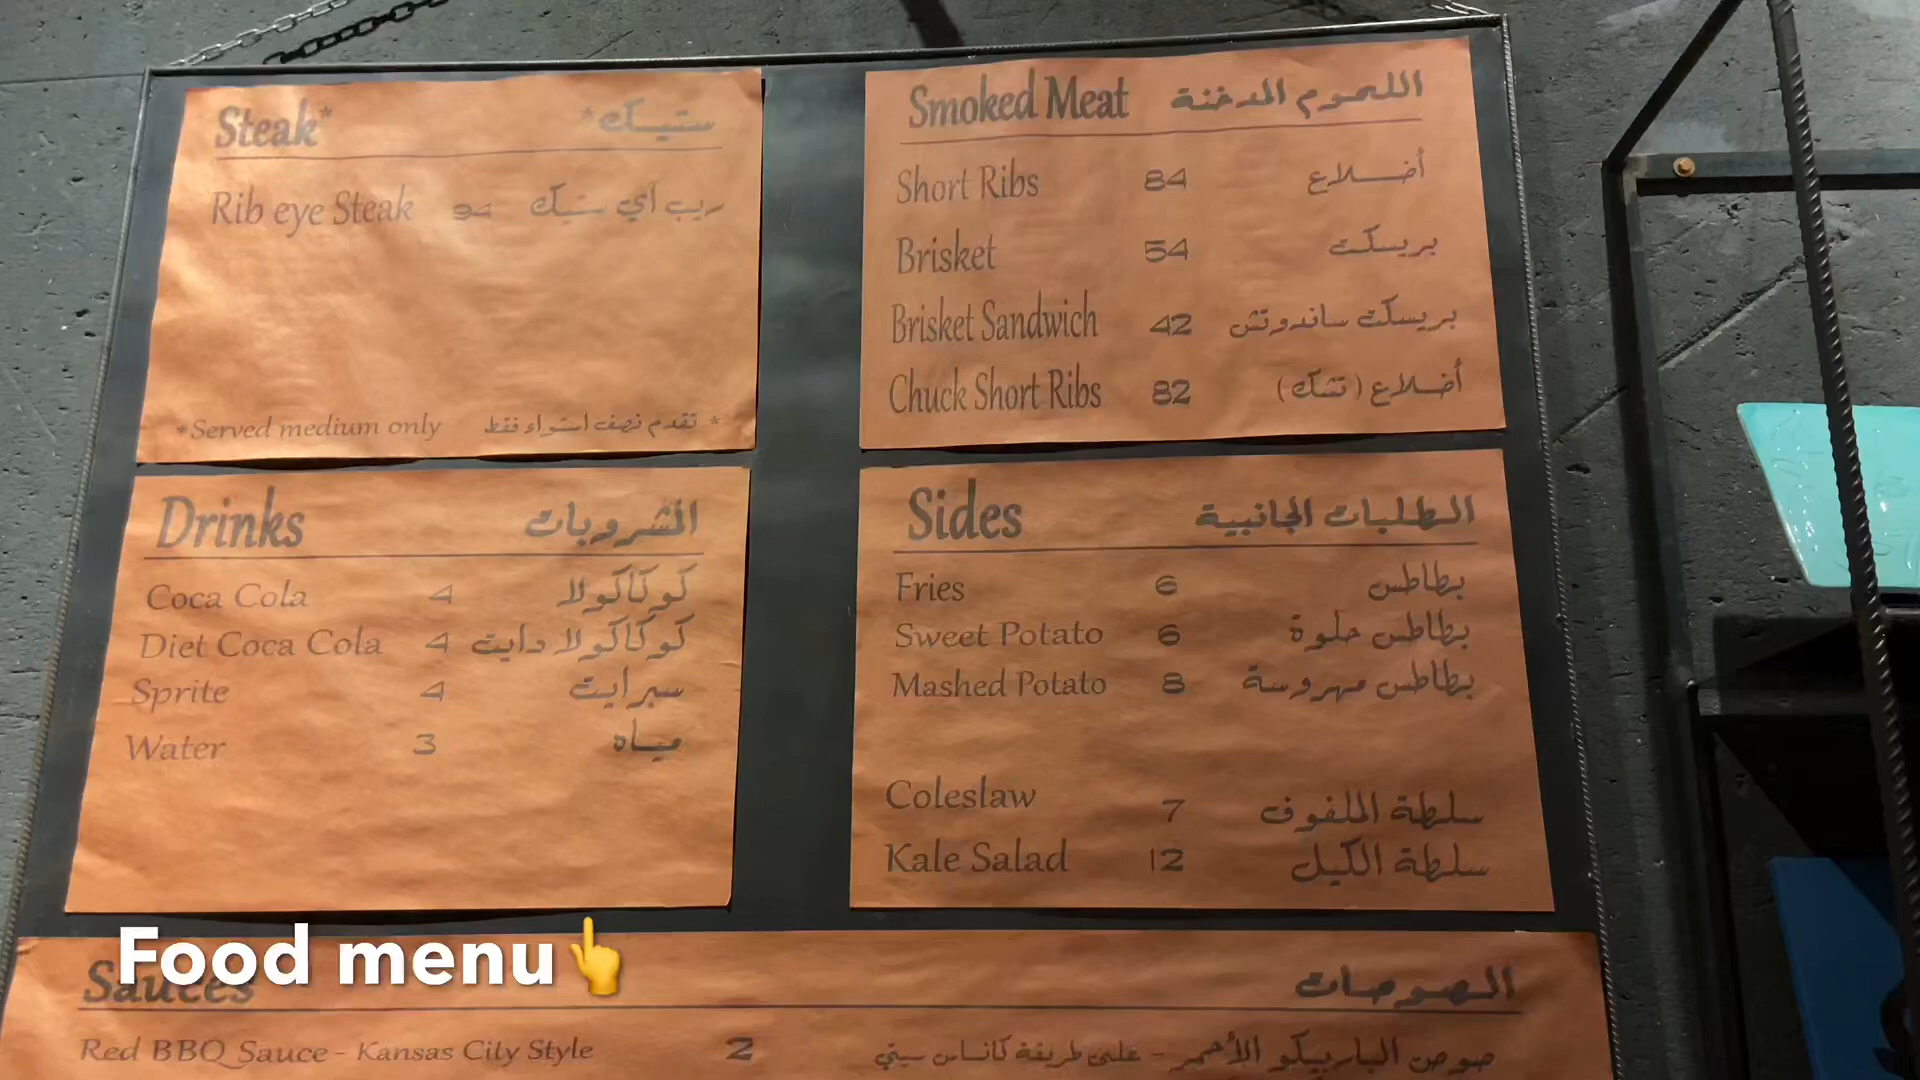 Steak* ستيك*
Rib eye Steak 94 ريب آي ستيك
*Served medium only * تقدم نصف استواء فقط
Smoked Meat اللحوم المدخنة
Short Ribs 84 أضلاع
Brisket 54 بريسكت
Brisket Sandwich 42 بريسكت ساندوتش
Chuck Short Ribs 82 أضلاع (تشك)
Drinks المشروبات
Coca Cola 4 كوكاكولا
Diet Coca Cola 4 كوكاكولا دايت
Sprite 4 سبرايت
Water 3 مياه
Sides الطلبات الجانبية
Fries 6 بطاطس
Sweet Potato 6 بطاطس حلوة
Mashed Potato 8 بطاطس مهروسة
Coleslaw 7 سلطة الملفوف
Kale Salad 12 سلطة الكيل
Food menu👆
Sauces الصوصات
Red BBQ Sauce - Kansas City Style 2 صوص الباربيكو الأحمر - على طريقة كانساس سيتي